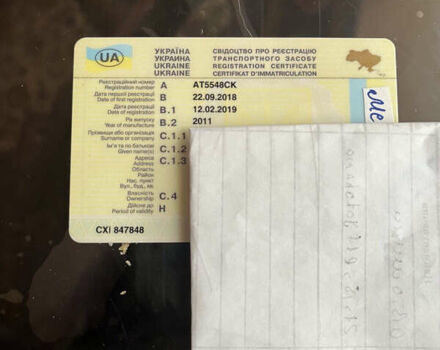 UA
УКРАЇНА
УКРАИНА
UKRAINE
UKRAINE
СВІДОЦТВО ПРО РЕЄСТРАЦІЮ
ТРАНСПОРТНОГО ЗАСОБУ
REGISTRATION CERTIFICATE
CERTIFICAT D'IMMATRICULATION
Реєстраційний номер
Registration number A AT5548CK
Дата першої реєстрації
Date of first registration B 22.09.2018
Дата реєстрації
Date of registration B.1 12.02.2019
Рік випуску
Year of manufacture B.2 2011
Прізвище або організація
Surname or company C.1.1
Ім'я та по батькові
Given name(s) C.1.2
Адреса
Address C.1.3
Область
Район
Нас. пункт
Вул., буд., кв.
Власність
Ownership C.4
Дійсне до
Period of validity H
CXI 847848